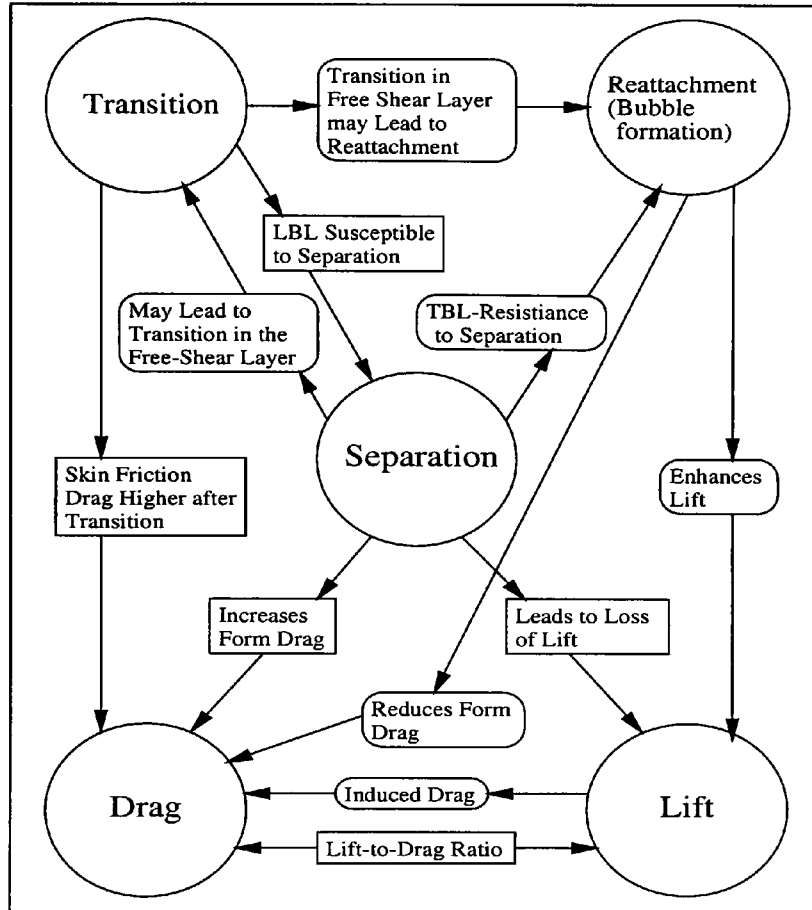 Transition
Transition in
Free Shear Layer
may Lead to
Reattachment
Reattachment
(Bubble
formation)
LBL Susceptible
to Separation
May Lead to
Transition in the
Free-Shear Layer
TBL-Resistiance
to Separation
Separation
Skin Friction
Drag Higher after
Transition
Enhances
Lift
Increases
Form Drag
Leads to Loss
of Lift
Reduces Form
Drag
Drag
Induced Drag
Lift
Lift-to-Drag Ratio